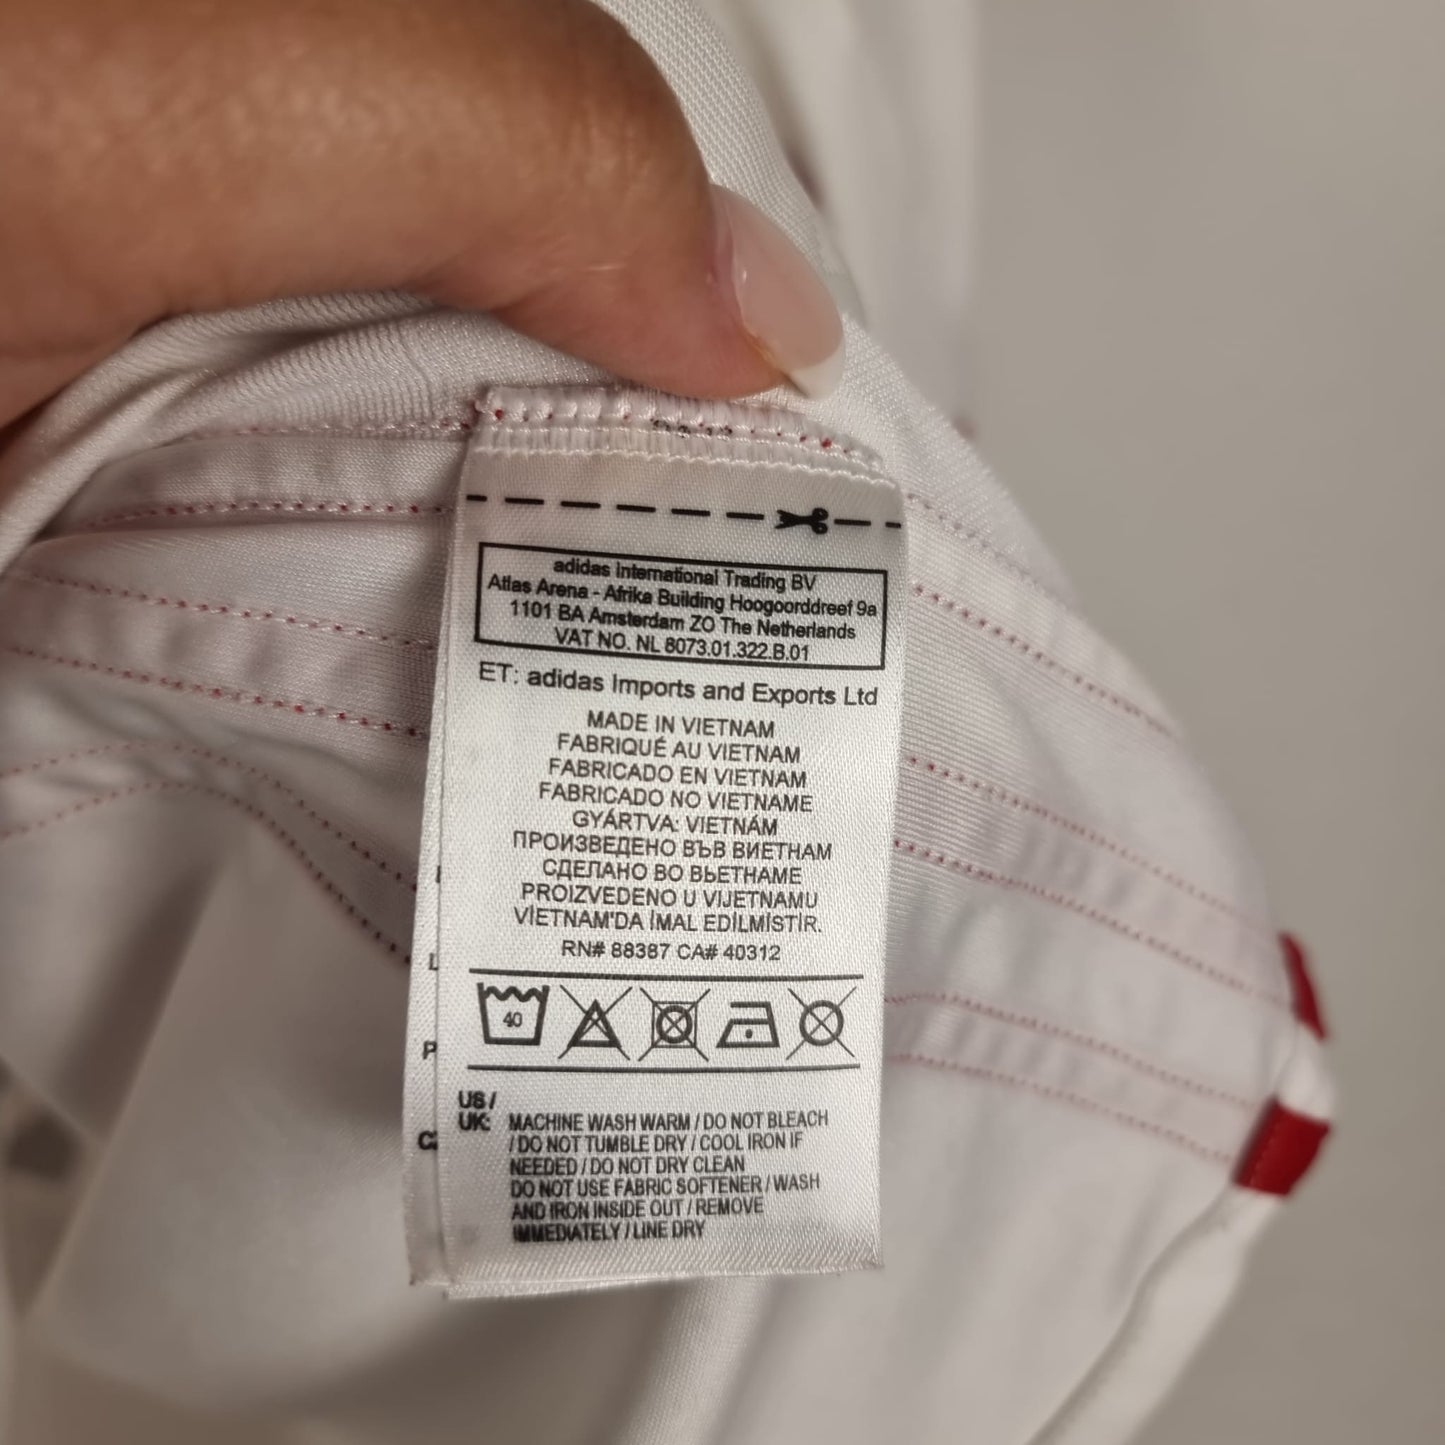 adidas International Trading BV
Atlas Arena - Afrika Building Hoogoorddreef 9a
1101 BA Amsterdam ZO The Netherlands
VAT NO. NL 8073.01.322.B.01
ET: adidas Imports and Exports Ltd
MADE IN VIETNAM
FABRIQUÉ AU VIETNAM
FABRICADO EN VIETNAM
FABRICADO NO VIETNAME
GYÁRTVA: VIETNÁM
ПРОИЗВЕДЕНО ВЪВ ВИЕТНАМ
СДЕЛАНО ВО ВЬЕТНАМЕ
PROIZVEDENO U VIJETNAMU
VİETNAM'DA İMAL EDİLMİSTİR.
RN# 88387 CA# 40312
40
US /
UK: MACHINE WASH WARM / DO NOT BLEACH
/ DO NOT TUMBLE DRY / COOL IRON IF
NEEDED / DO NOT DRY CLEAN
DO NOT USE FABRIC SOFTENER / WASH
AND IRON INSIDE OUT / REMOVE
IMMEDIATELY / LINE DRY